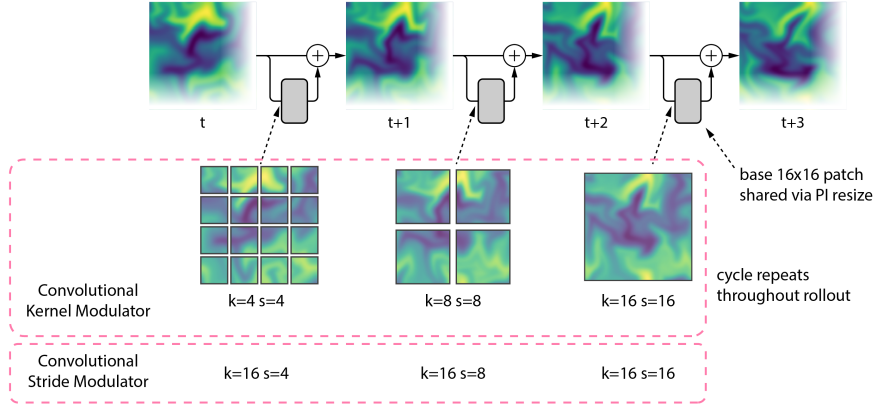 +
+
+
t
t+1
t+2
t+3
base 16x16 patch
shared via PI resize
Convolutional
Kernel Modulator
k=4 s=4
k=8 s=8
k=16 s=16
cycle repeats
throughout rollout
Convolutional
Stride Modulator
k=16 s=4
k=16 s=8
k=16 s=16